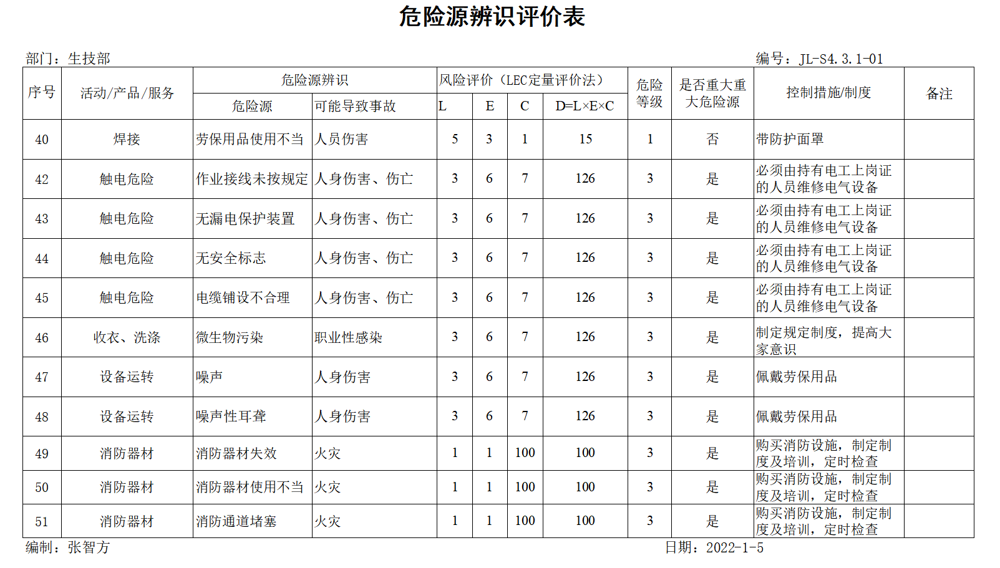 危险源辨识评价表
部门：生技部 编号：JL-S4.3.1-01
序号 活动/产品/服务 危险源辨识 风险评价（LEC定量评价法） 危险等级 是否重大重大危险源 控制措施/制度 备注
危险源 可能导致事故 L E C D=L×E×C
40 焊接 劳保用品使用不当 人员伤害 5 3 1 15 1 否 带防护面罩
42 触电危险 作业接线未按规定 人身伤害、伤亡 3 6 7 126 3 是 必须由持有电工上岗证的人员维修电气设备
43 触电危险 无漏电保护装置 人身伤害、伤亡 3 6 7 126 3 是 必须由持有电工上岗证的人员维修电气设备
44 触电危险 无安全标志 人身伤害、伤亡 3 6 7 126 3 是 必须由持有电工上岗证的人员维修电气设备
45 触电危险 电缆铺设不合理 人身伤害、伤亡 3 6 7 126 3 是 必须由持有电工上岗证的人员维修电气设备
46 收衣、洗涤 微生物污染 职业性感染 3 6 7 126 3 是 制定规定制度，提高大家意识
47 设备运转 噪声 人身伤害 3 6 7 126 3 是 佩戴劳保用品
48 设备运转 噪声性耳聋 人身伤害 3 6 7 126 3 是 佩戴劳保用品
49 消防器材 消防器材失效 火灾 1 1 100 100 3 是 购买消防设施，制定制度及培训，定时检查
50 消防器材 消防器材使用不当 火灾 1 1 100 100 3 是 购买消防设施，制定制度及培训，定时检查
51 消防器材 消防通道堵塞 火灾 1 1 100 100 3 是 购买消防设施，制定制度及培训，定时检查
编制：张智方 日期：2022-1-5